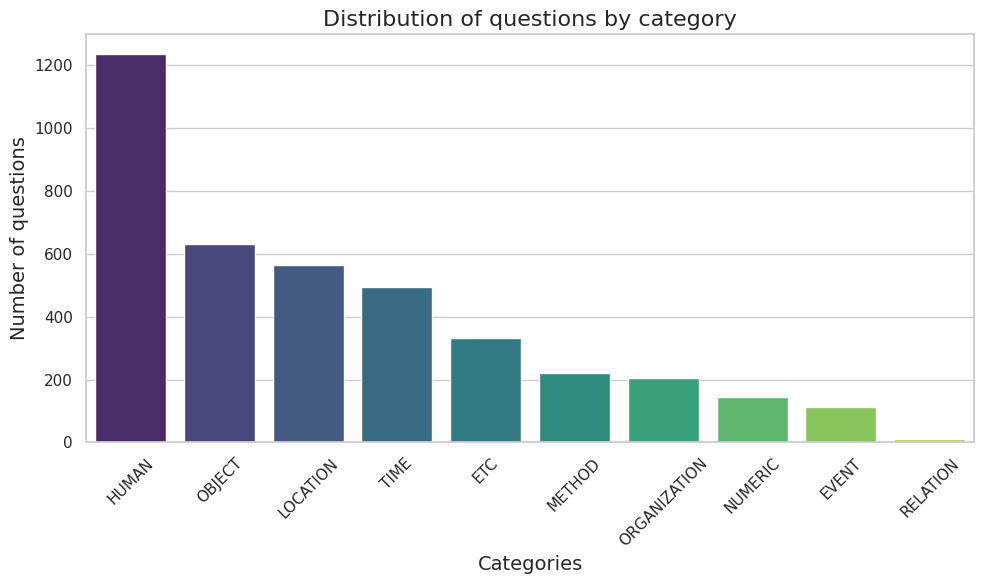 Distribution of questions by category
Number of questions
1200
1000
800
600
400
200
0
HUMAN
OBJECT
LOCATION
TIME
ETC
METHOD
ORGANIZATION
NUMERIC
EVENT
RELATION
Categories